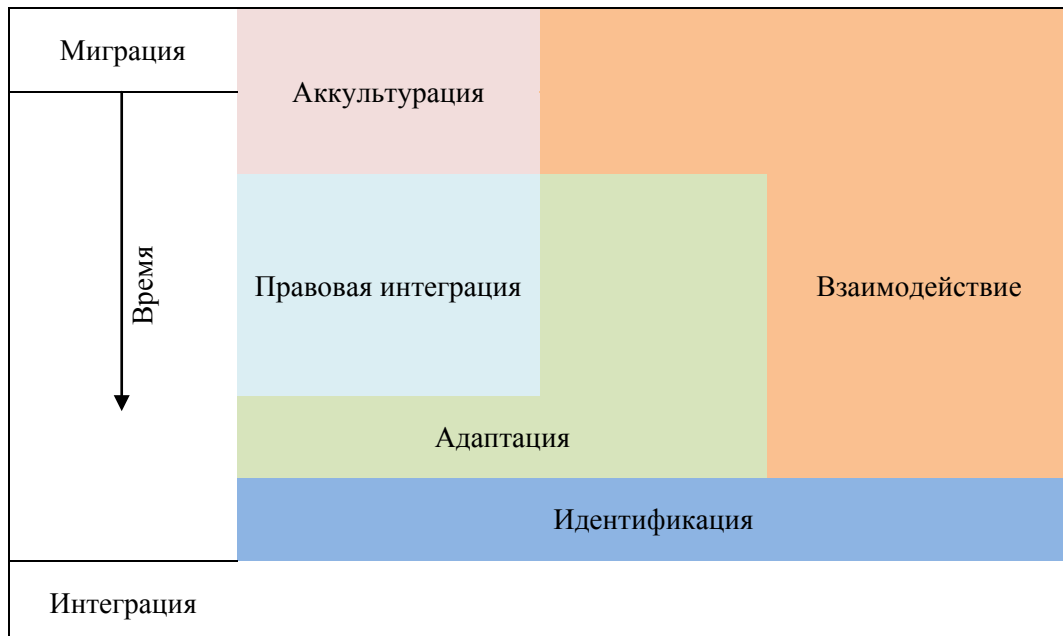 Миграция
Аккультурация
Время
Правовая интеграция
Взаимодействие
Адаптация
Идентификация
Интеграция